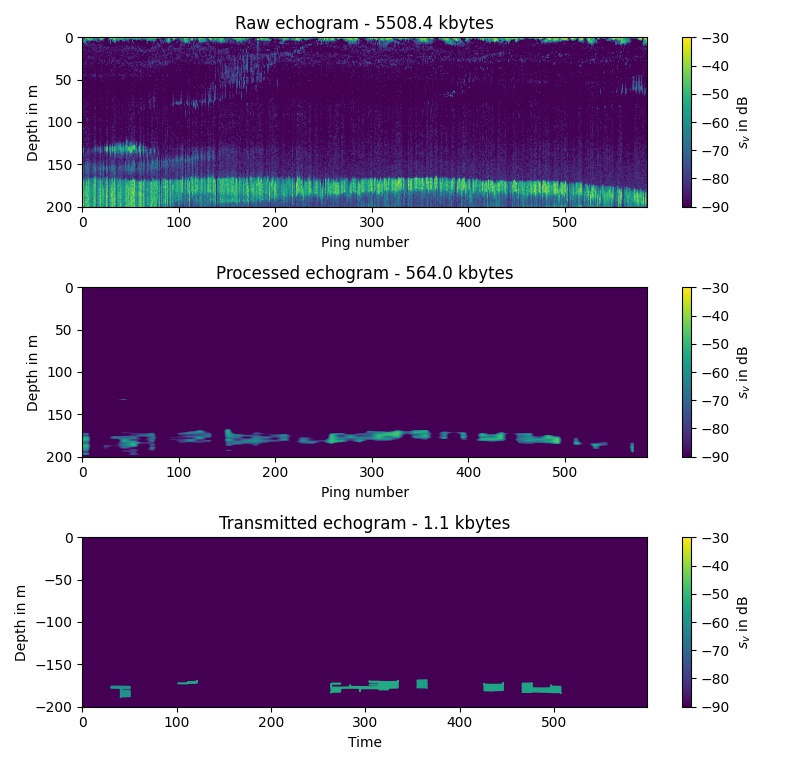 Raw echogram - 5508.4 kbytes
0
50
100
150
200
Depth in m
0 100 200 300 400 500
Ping number
−30
−40
−50
−60
−70
−80
−90
sv in dB
Processed echogram - 564.0 kbytes
0
50
100
150
200
Depth in m
0 100 200 300 400 500
Ping number
−30
−40
−50
−60
−70
−80
−90
sv in dB
Transmitted echogram - 1.1 kbytes
0
−50
−100
−150
−200
Depth in m
0 100 200 300 400 500
Time
−30
−40
−50
−60
−70
−80
−90
sv in dB